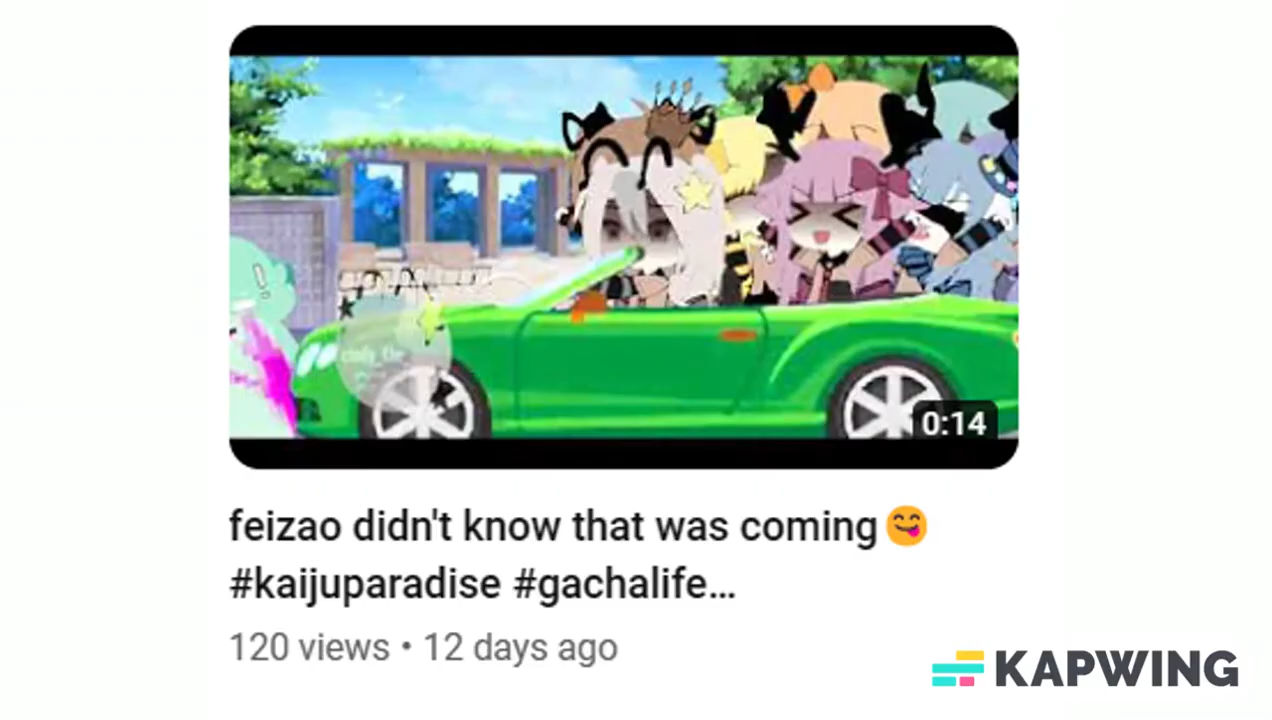 0:14
feizao didn't know that was coming😋
#kaijuparadise #gachalife...
120 views • 12 days ago
KAPWING